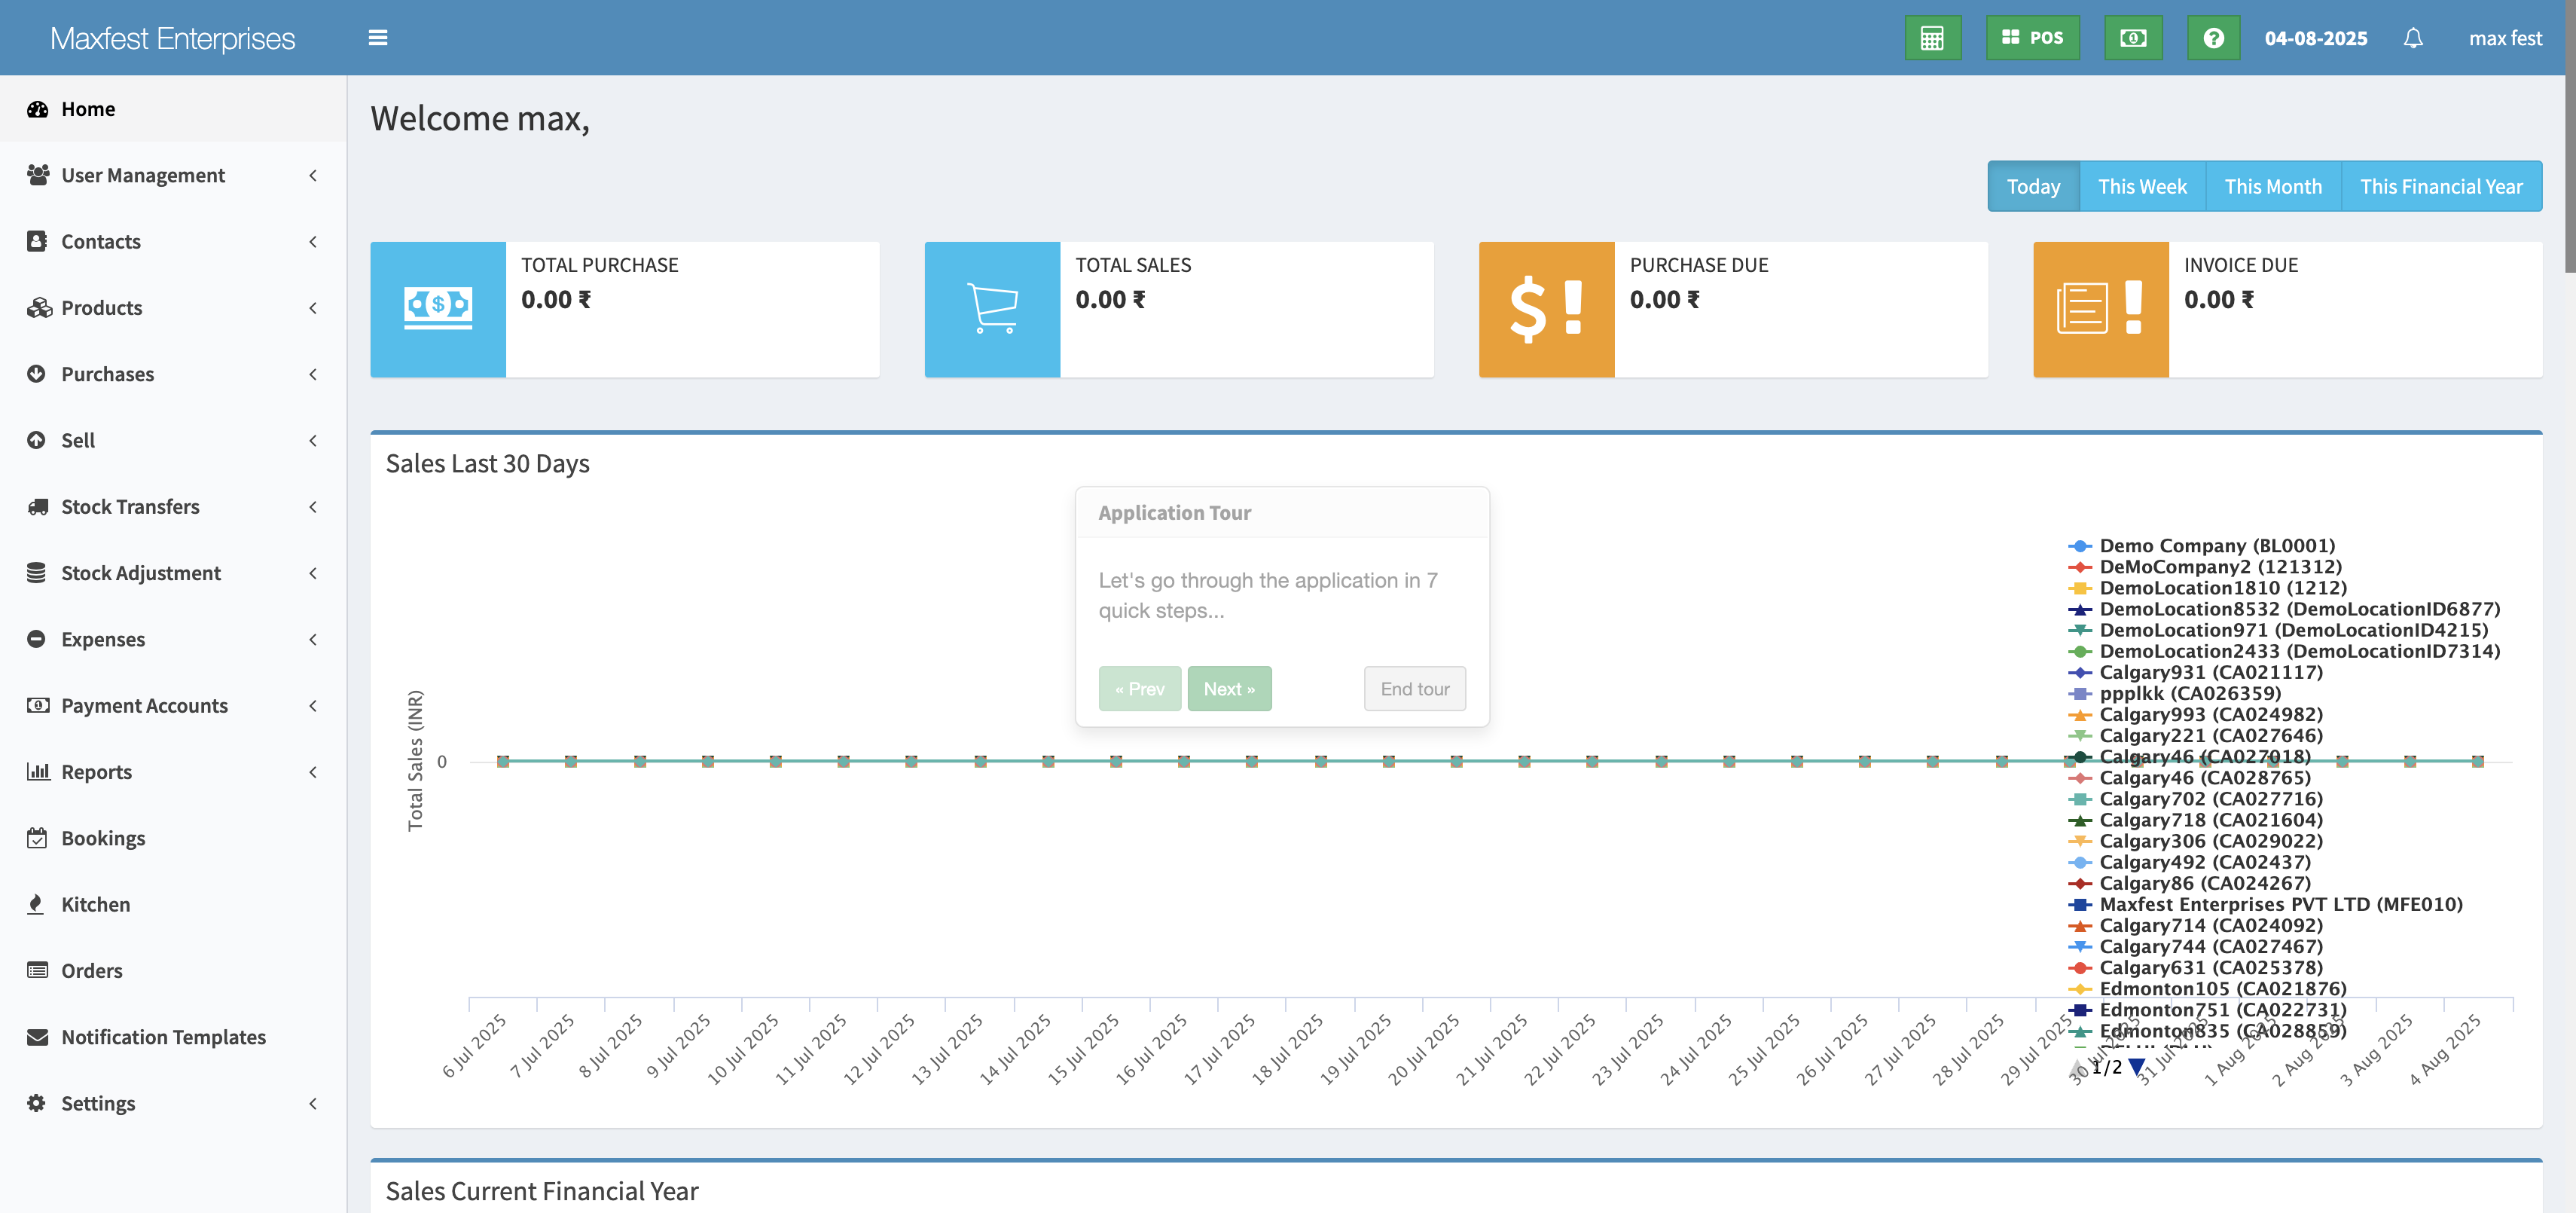 Maxfest Enterprises
POS
04-08-2025
max fest
Home
User Management
Contacts
Products
Purchases
Sell
Stock Transfers
Stock Adjustment
Expenses
Payment Accounts
Reports
Bookings
Kitchen
Orders
Notification Templates
Settings
Welcome max,
Today
This Week
This Month
This Financial Year
TOTAL PURCHASE
0.00 ₹
TOTAL SALES
0.00 ₹
PURCHASE DUE
0.00 ₹
INVOICE DUE
0.00 ₹
Sales Last 30 Days
Application Tour
Let's go through the application in 7
quick steps...
« Prev
Next »
End tour
Total Sales (INR)
0
Demo Company (BL0001)
DeMoCompany2 (121312)
DemoLocation1810 (1212)
DemoLocation8532 (DemoLocationID6877)
DemoLocation971 (DemoLocationID4215)
DemoLocation2433 (DemoLocationID7314)
Calgary931 (CA021117)
ppplkk (CA026359)
Calgary993 (CA024982)
Calgary221 (CA027646)
Calgary46 (CA027018)
Calgary46 (CA028765)
Calgary702 (CA027716)
Calgary718 (CA021604)
Calgary306 (CA029022)
Calgary492 (CA02437)
Calgary86 (CA024267)
Maxfest Enterprises PVT LTD (MFE010)
Calgary714 (CA024092)
Calgary744 (CA027467)
Calgary631 (CA025378)
Edmonton105 (CA021876)
Edmonton751 (CA022731)
Edmonton835 (CA028859)
1/2
6 Jul 2025
7 Jul 2025
8 Jul 2025
9 Jul 2025
10 Jul 2025
11 Jul 2025
12 Jul 2025
13 Jul 2025
14 Jul 2025
15 Jul 2025
16 Jul 2025
17 Jul 2025
18 Jul 2025
19 Jul 2025
20 Jul 2025
21 Jul 2025
22 Jul 2025
23 Jul 2025
24 Jul 2025
25 Jul 2025
26 Jul 2025
27 Jul 2025
28 Jul 2025
29 Jul 2025
30 Jul 2025
31 Jul 2025
1 Aug 2025
2 Aug 2025
3 Aug 2025
4 Aug 2025
Sales Current Financial Year